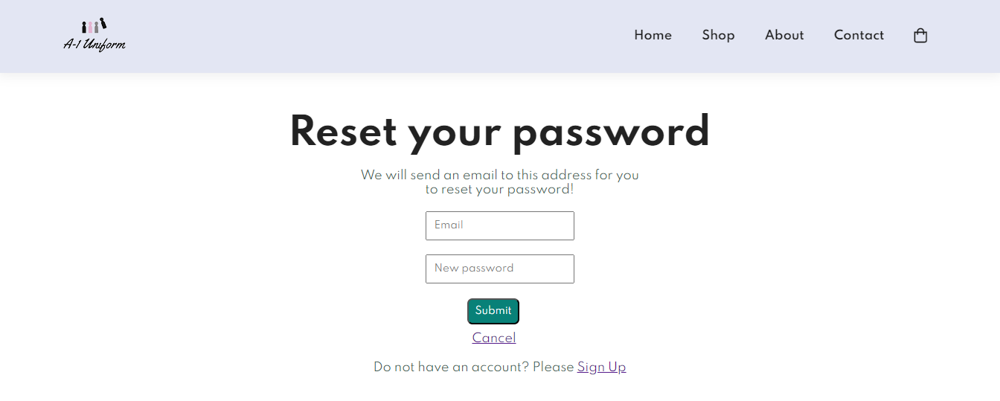 A-1 Uniform
Home Shop About Contact
Reset your password
We will send an email to this address for you
to reset your password!
Email
New password
Submit
Cancel
Do not have an account? Please Sign Up